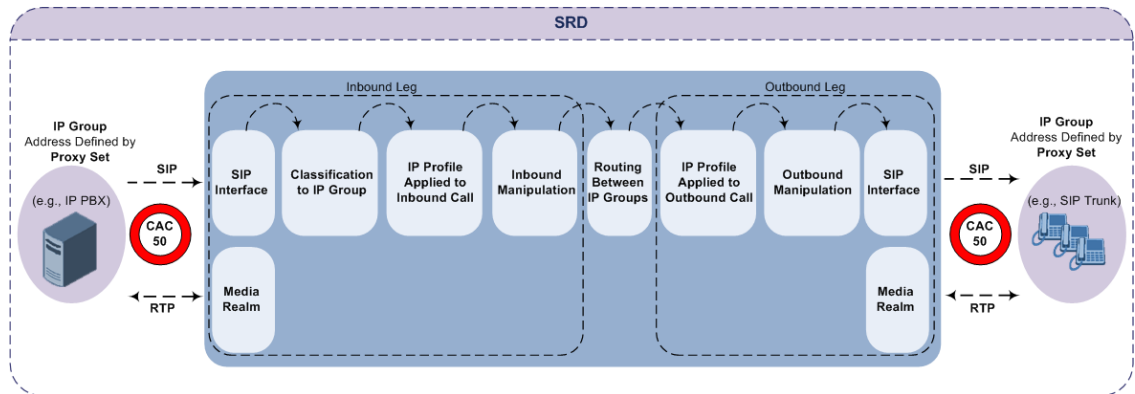 SRD
Inbound Leg
Outbound Leg
IP Group
Address Defined by
Proxy Set
(e.g., IP PBX)
SIP
CAC
50
RTP
SIP
Interface
Classification
to IP Group
IP Profile
Applied to
Inbound Call
Inbound
Manipulation
Routing
Between
IP Groups
IP Profile
Applied to
Outbound Call
Outbound
Manipulation
SIP
Interface
Media
Realm
Media
Realm
SIP
CAC
50
RTP
IP Group
Address Defined by
Proxy Set
(e.g., SIP Trunk)